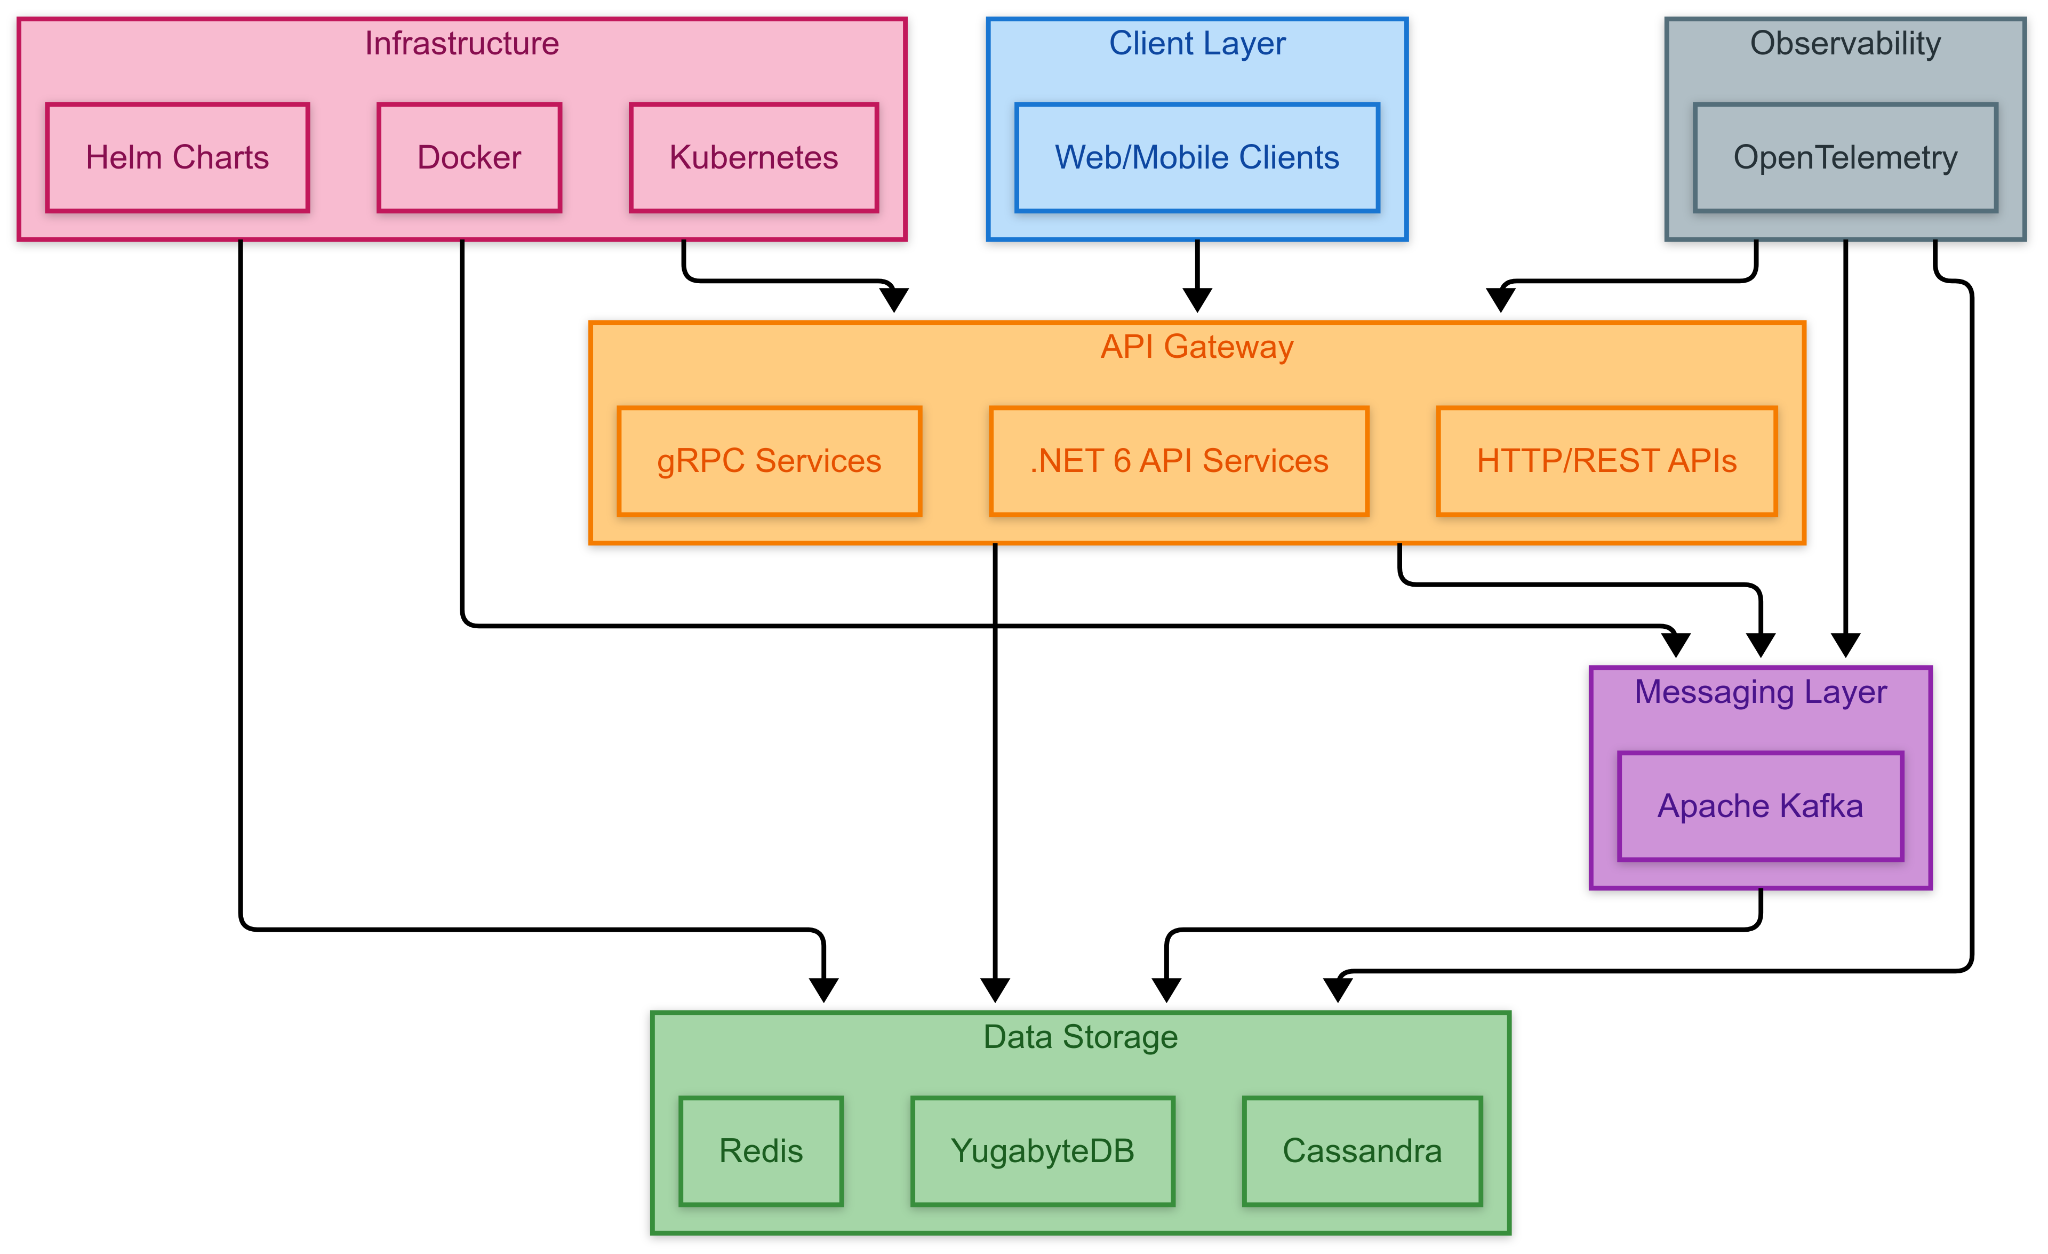 Infrastructure
Helm Charts
Docker
Kubernetes
Client Layer
Web/Mobile Clients
Observability
OpenTelemetry
API Gateway
gRPC Services
.NET 6 API Services
HTTP/REST APIs
Messaging Layer
Apache Kafka
Data Storage
Redis
YugabyteDB
Cassandra